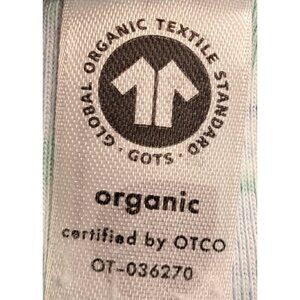 GLOBAL ORGANIC TEXTILE STANDARD
· GOTS ·
organic
certified by OTCO
OT-036270